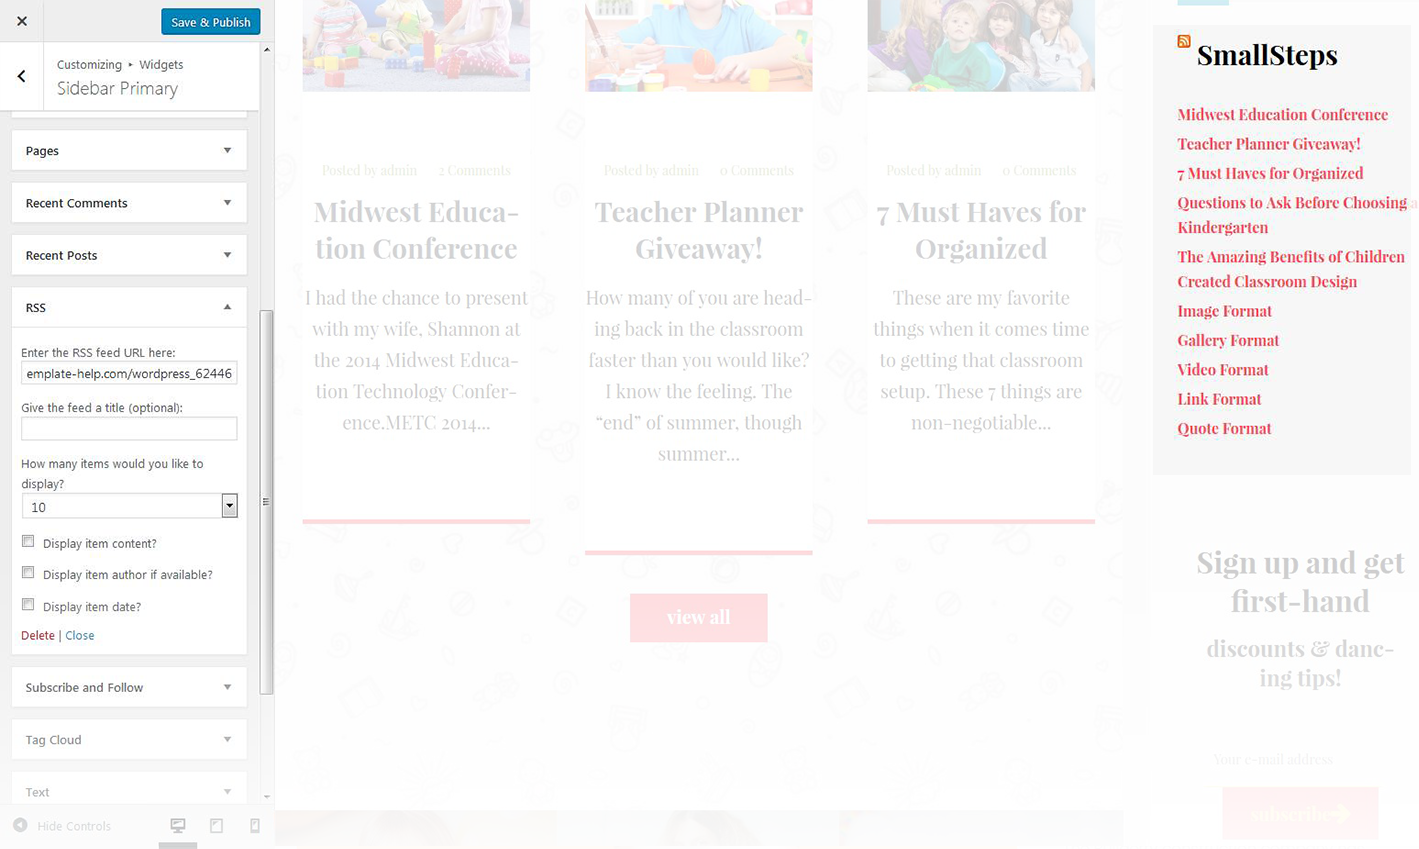 Save & Publish
Customizing ▸ Widgets
Sidebar Primary
Pages
Recent Comments
Recent Posts
RSS
Enter the RSS feed URL here:
emplate-help.com/wordpress_62446
Give the feed a title (optional):
How many items would you like to
display?
10
Display item content?
Display item author if available?
Display item date?
Delete | Close
Subscribe and Follow
Tag Cloud
Text
Hide Controls
Posted by admin 2 Comments
Midwest Educa-
tion Conference
I had the chance to present
with my wife, Shannon at
the 2014 Midwest Educa-
tion Technology Confer-
ence.METC 2014...
Posted by admin 0 Comments
Teacher Planner
Giveaway!
How many of you are head-
ing back in the classroom
faster than you would like?
I know the feeling. The
“end” of summer, though
summer...
Posted by admin 0 Comments
7 Must Haves for
Organized
These are my favorite
things when it comes time
to getting that classroom
setup. These 7 things are
non-negotiable...
view all
SmallSteps
Midwest Education Conference
Teacher Planner Giveaway!
7 Must Haves for Organized
Questions to Ask Before Choosing a
Kindergarten
The Amazing Benefits of Children
Created Classroom Design
Image Format
Gallery Format
Video Format
Link Format
Quote Format
Sign up and get
first-hand
discounts & danc-
ing tips!
Your e-mail address
subscribe